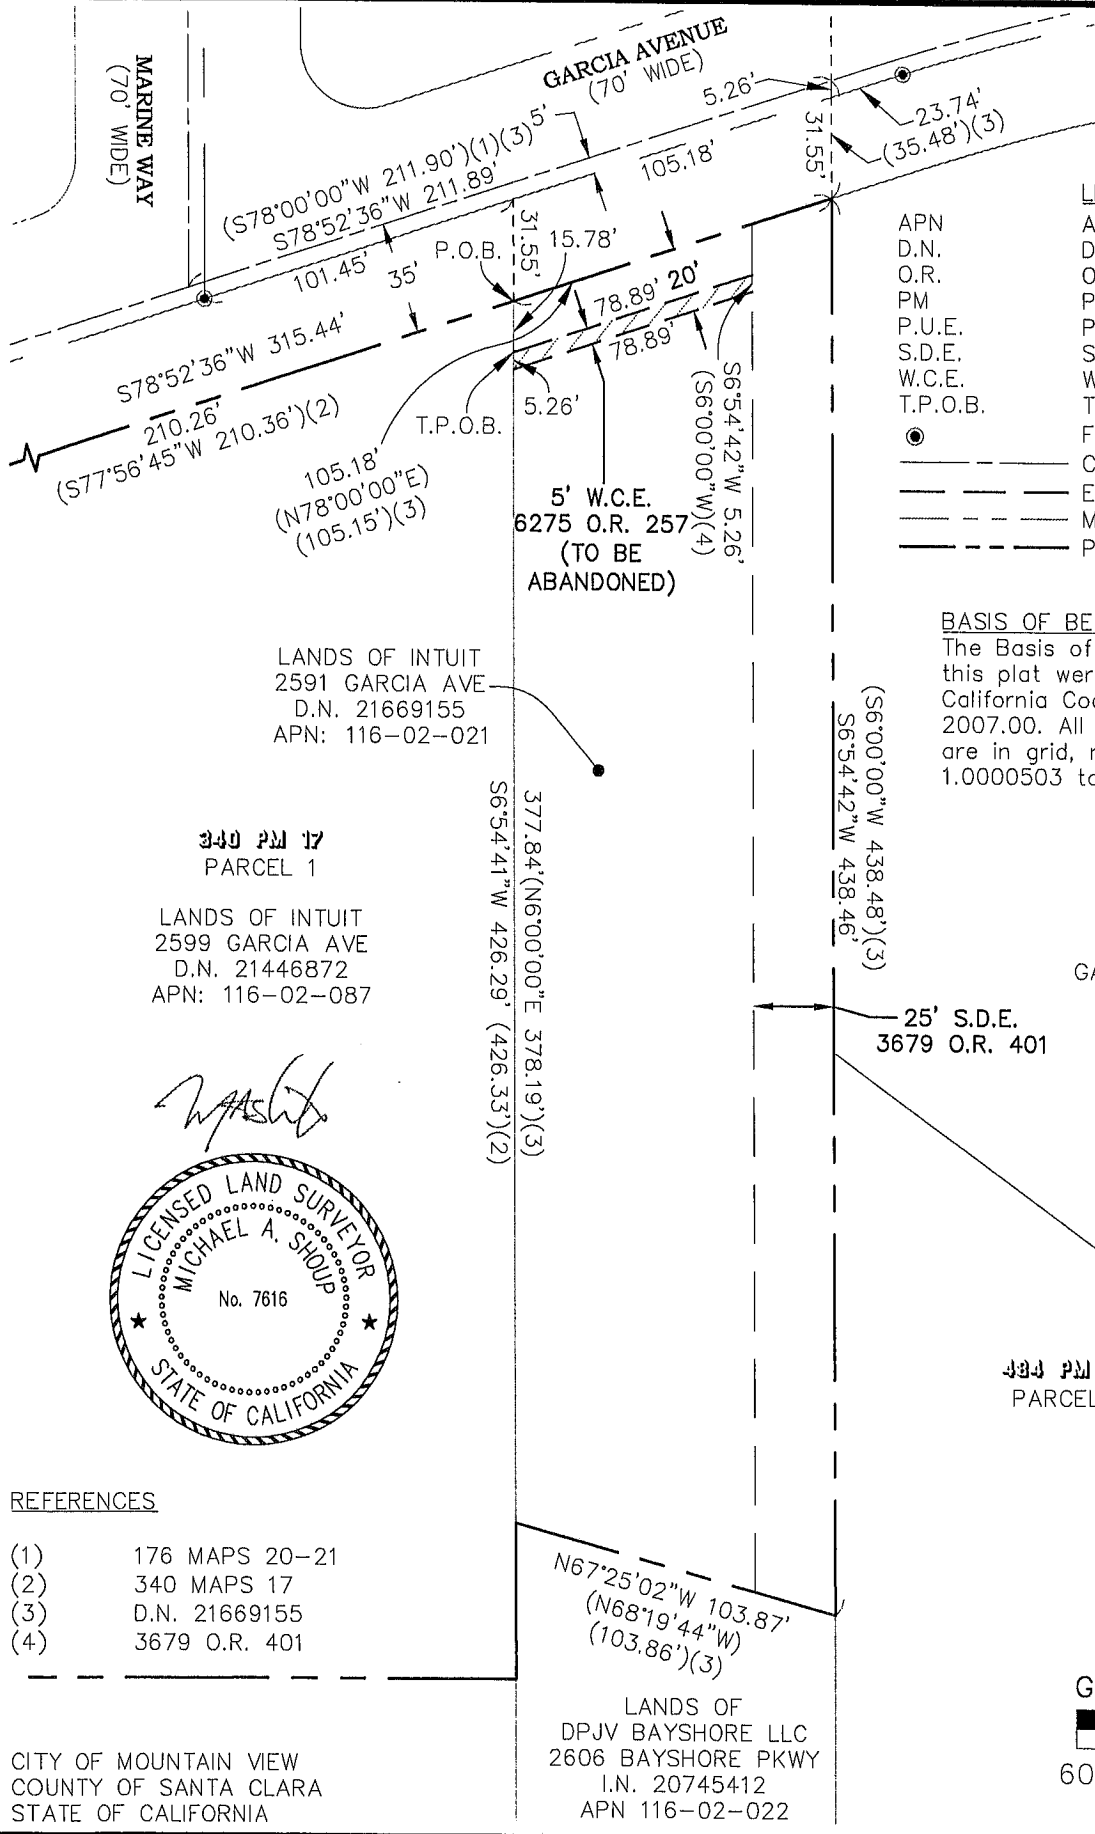 MARINE WAY
(70' WIDE)
GARCIA AVENUE
(70' WIDE)
5.26'
23.74'
(35.48')(3)
31.55'
105.18'
5'
(S78°00'00"W 211.90')(1)(3)
S78°52'36"W 211.89'
101.45'
35'
P.O.B.
31.55'
15.78'
78.89'
20'
78.89'
S78°52'36"W 315.44'
210.26'
(S77°56'45"W 210.36')(2)
T.P.O.B.
5.26'
105.18'
(N78°00'00"E)
(105.15')(3)
S6°54'42"W 5.26'
(S6°00'00"W)(4)
5' W.C.E.
6275 O.R. 257
(TO BE
ABANDONED)
APN
D.N.
O.R.
PM
P.U.E.
S.D.E.
W.C.E.
T.P.O.B.
BASIS OF BE
The Basis of
this plat wer
California Coo
2007.00. All
are in grid, m
1.0000503 to
LANDS OF INTUIT
2591 GARCIA AVE
D.N. 21669155
APN: 116-02-021
(S6°00'00"W 438.48')(3)
S6°54'42"W 438.46'
377.84'(N6°00'00"E 378.19')(3)
S6°54'41"W 426.29' (426.33')(2)
340 PM 17
PARCEL 1
LANDS OF INTUIT
2599 GARCIA AVE
D.N. 21446872
APN: 116-02-087
GA
25' S.D.E.
3679 O.R. 401
LICENSED LAND SURVEYOR
MICHAEL A. SHOUP
No. 7616
STATE OF CALIFORNIA
484 PM
PARCEL
REFERENCES
(1) 176 MAPS 20-21
(2) 340 MAPS 17
(3) D.N. 21669155
(4) 3679 O.R. 401
N67°25'02"W 103.87'
(N68°19'44"W)
(103.86')(3)
LANDS OF
DPJV BAYSHORE LLC
2606 BAYSHORE PKWY
I.N. 20745412
APN 116-02-022
G
60
CITY OF MOUNTAIN VIEW
COUNTY OF SANTA CLARA
STATE OF CALIFORNIA